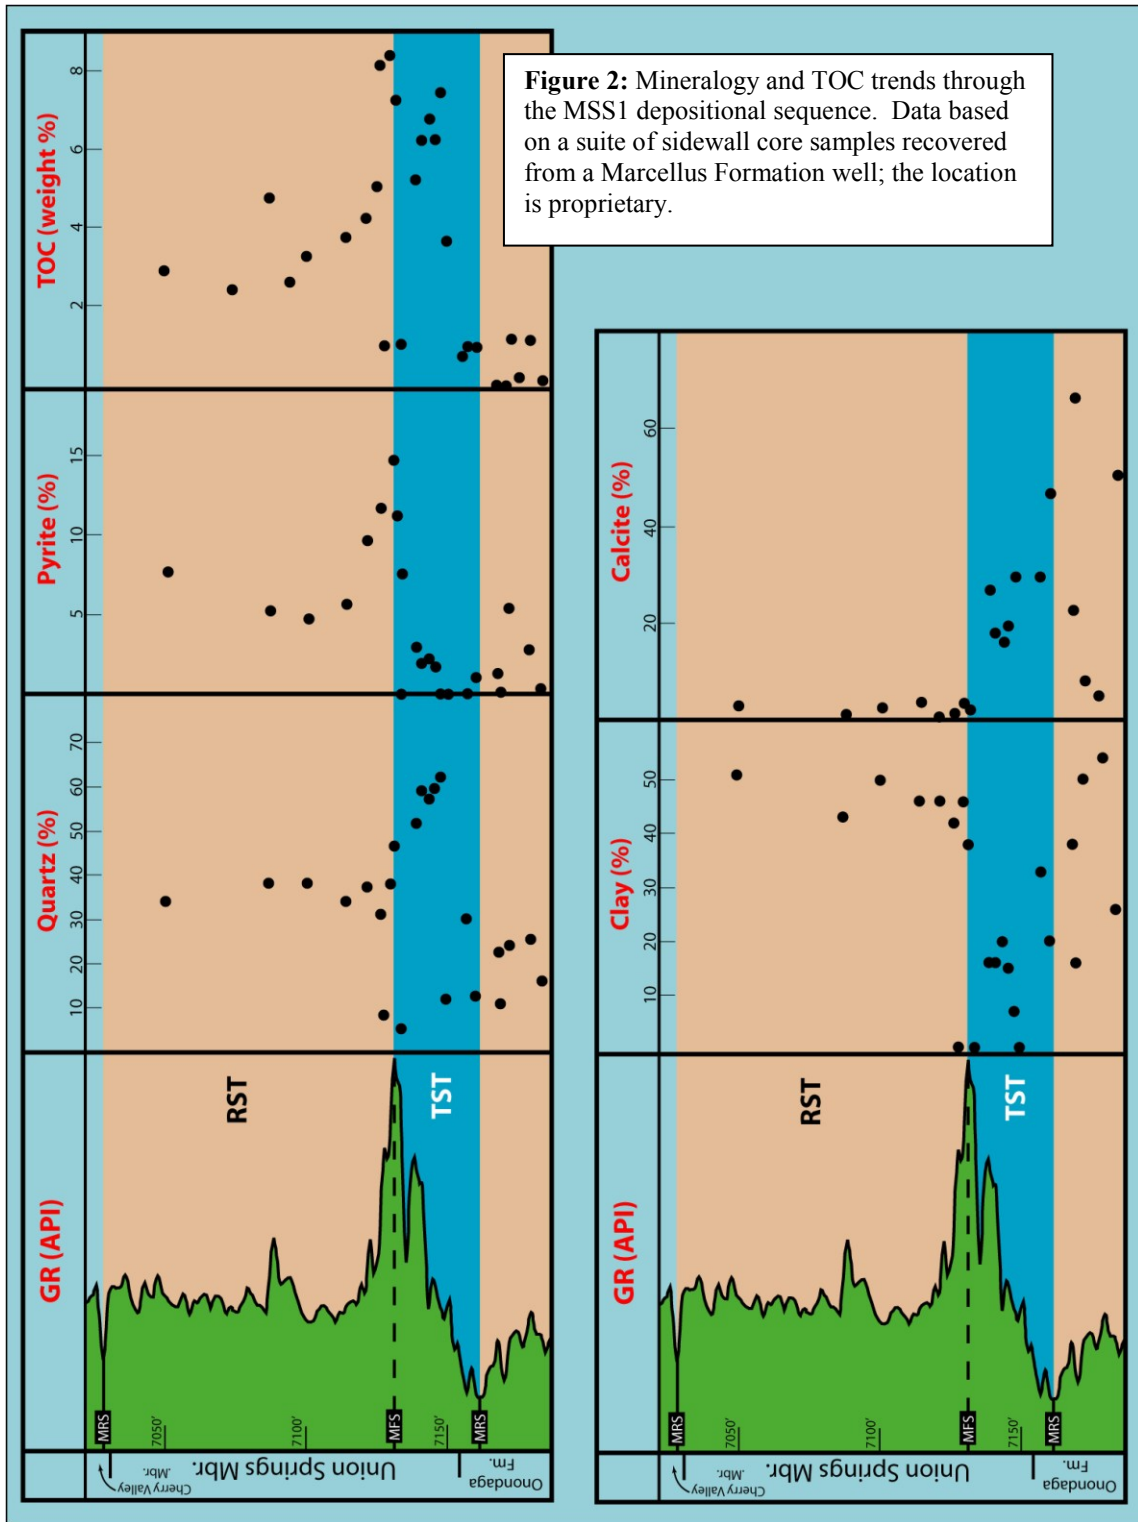 Figure 2: Mineralogy and TOC trends through
the MSS1 depositional sequence. Data based
on a suite of sidewall core samples recovered
from a Marcellus Formation well; the location
is proprietary.
TOC (weight %)
8
6
4
2
Pyrite (%)
15
10
5
Quartz (%)
70
60
50
40
30
20
10
GR (API)
RST
TST
MRS
7050'
7100'
MFS
7150'
MRS
Cherry Valley
Mbr.
Union Springs Mbr.
Onondaga
Fm.
Calcite (%)
60
40
20
Clay (%)
50
40
30
20
10
GR (API)
RST
TST
MRS
7050'
7100'
MFS
7150'
MRS
Cherry Valley
.Mbr.
Union Springs Mbr.
Onondaga
Fm.